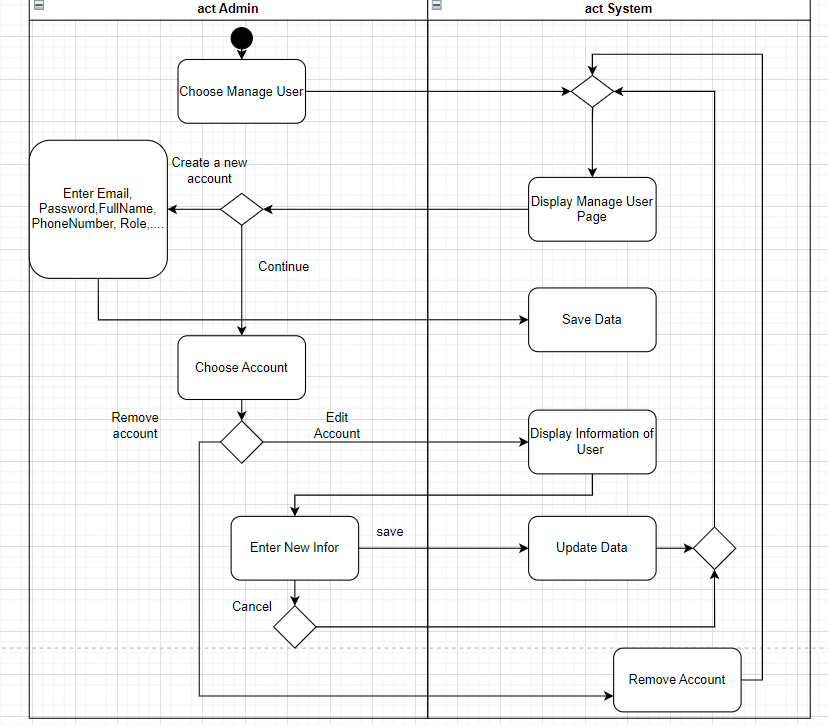 act Admin
act System
Choose Manage User
Create a new
account
Enter Email,
Password,FullName,
PhoneNumber, Role,....
Display Manage User
Page
Continue
Save Data
Choose Account
Remove
account
Edit
Account
Display Information of
User
save
Enter New Infor
Update Data
Cancel
Remove Account